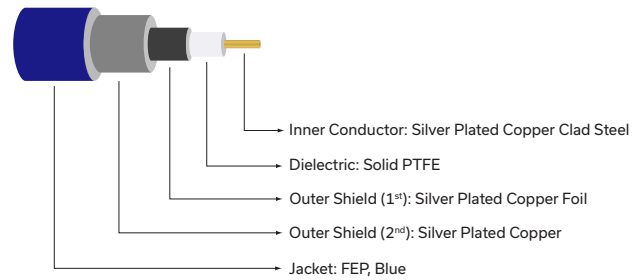 Inner Conductor: Silver Plated Copper Clad Steel
Dielectric: Solid PTFE
Outer Shield (1st): Silver Plated Copper Foil
Outer Shield (2nd): Silver Plated Copper
Jacket: FEP, Blue